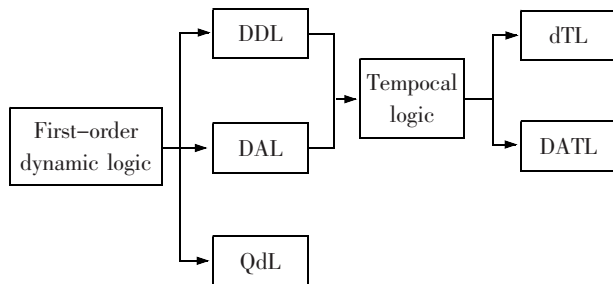 First-order
dynamic logic
DDL
DAL
QdL
Tempocal
logic
dTL
DATL